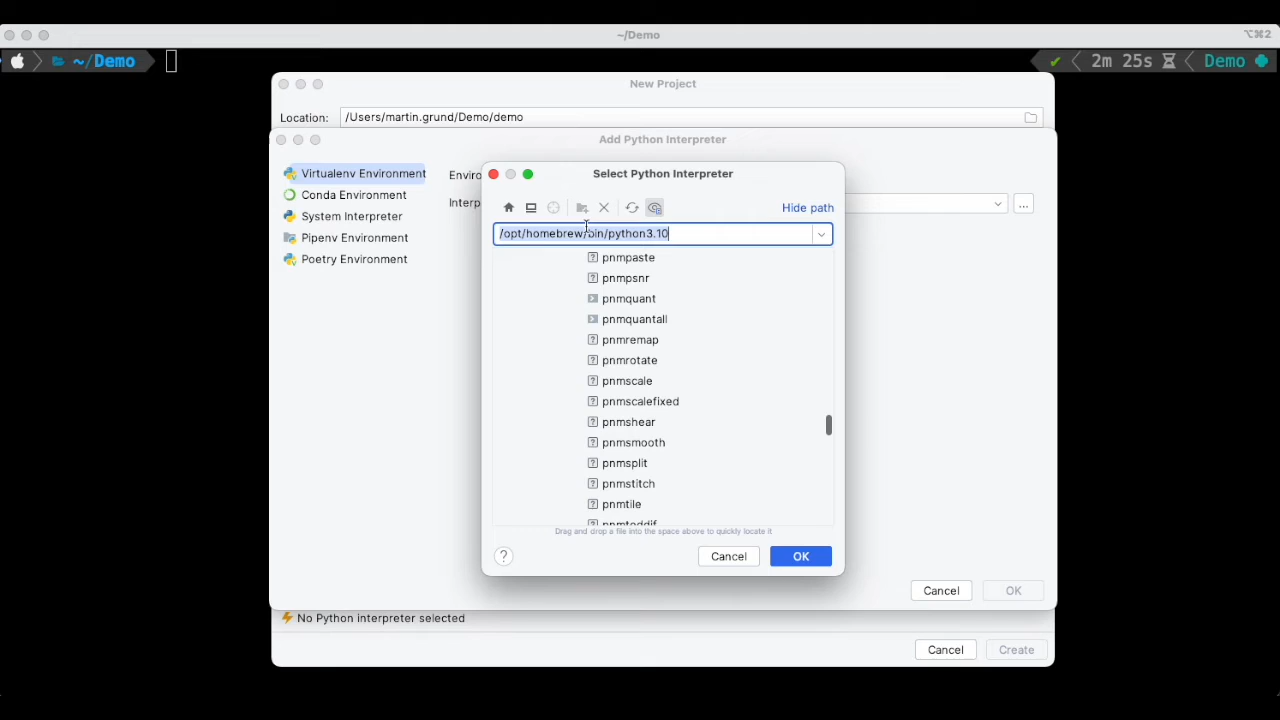 ~/Demo
⌥⌘2
~/Demo
✔ 2m 25s Demo
New Project
Location: /Users/martin.grund/Demo/demo
Add Python Interpreter
Virtualenv Environment
Conda Environment
System Interpreter
Pipenv Environment
Poetry Environment
Enviro
Interp
...
Select Python Interpreter
Hide path
/opt/homebrew/bin/python3.10
pnmpaste
pnmpsnr
pnmquant
pnmquantall
pnmremap
pnmrotate
pnmscale
pnmscalefixed
pnmshear
pnmsmooth
pnmsplit
pnmstitch
pnmtile
pnmtoddif
Drag and drop a file into the space above to quickly locate it
? Cancel OK
Cancel OK
No Python interpreter selected
Cancel Create